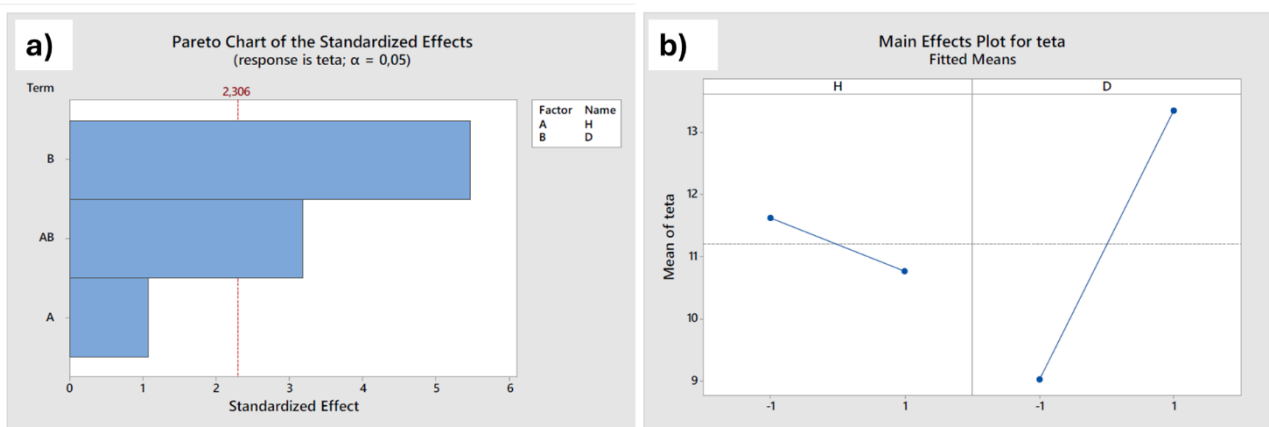 a)
Pareto Chart of the Standardized Effects
(response is teta; α = 0,05)
Term
2,306
Factor Name
A H
B D
B
AB
A
0 1 2 3 4 5 6
Standardized Effect
b)
Main Effects Plot for teta
Fitted Means
H D
Mean of teta
13
12
11
10
9
-1 1 -1 1